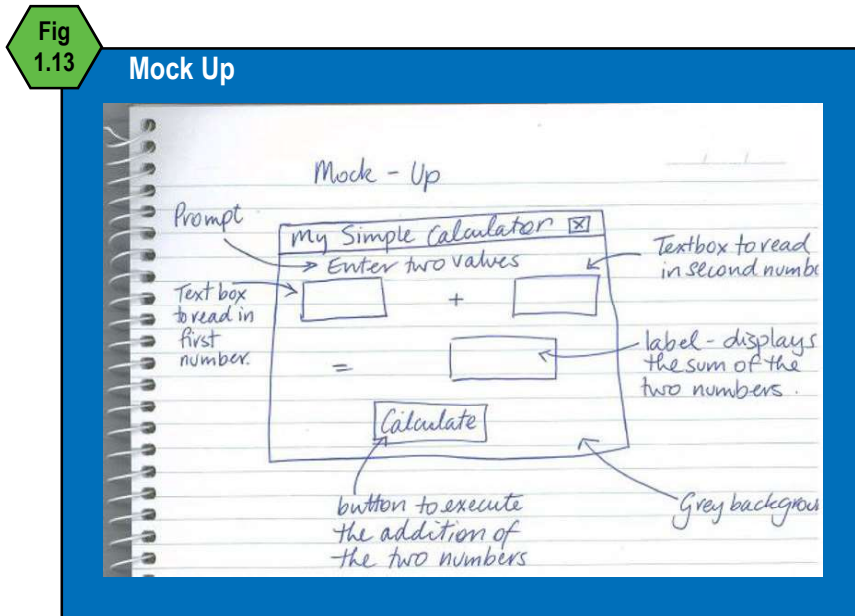 Fig
1.13
Mock Up
Mock - Up
Prompt
My Simple Calculator X
Enter two values
Textbox to read
in second
Text box
to read in
first
number.
+
=
label - displays
the sum of the
two numbers.
Calculate
button to execute
the addition of
the two numbers
Grey